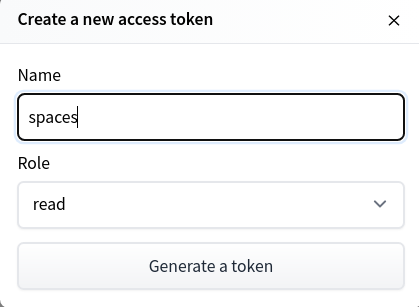 Create a new access token
Name
spaces
Role
read
Generate a token